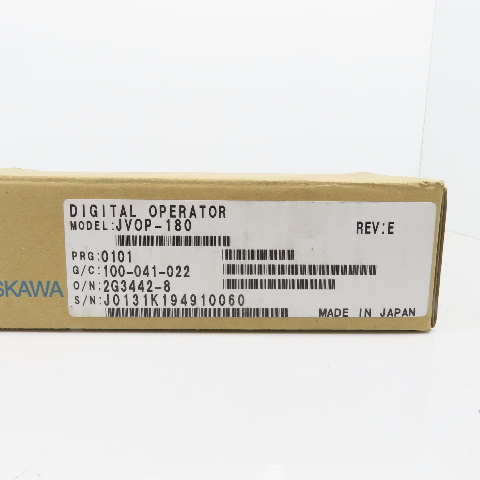 DIGITAL OPERATOR
MODEL:JVOP-180
REV:E
PRG:0101
G/C:100-041-022
O/N:2G3442-8
S/N:J0131K194910060
MADE IN JAPAN
SKAWA